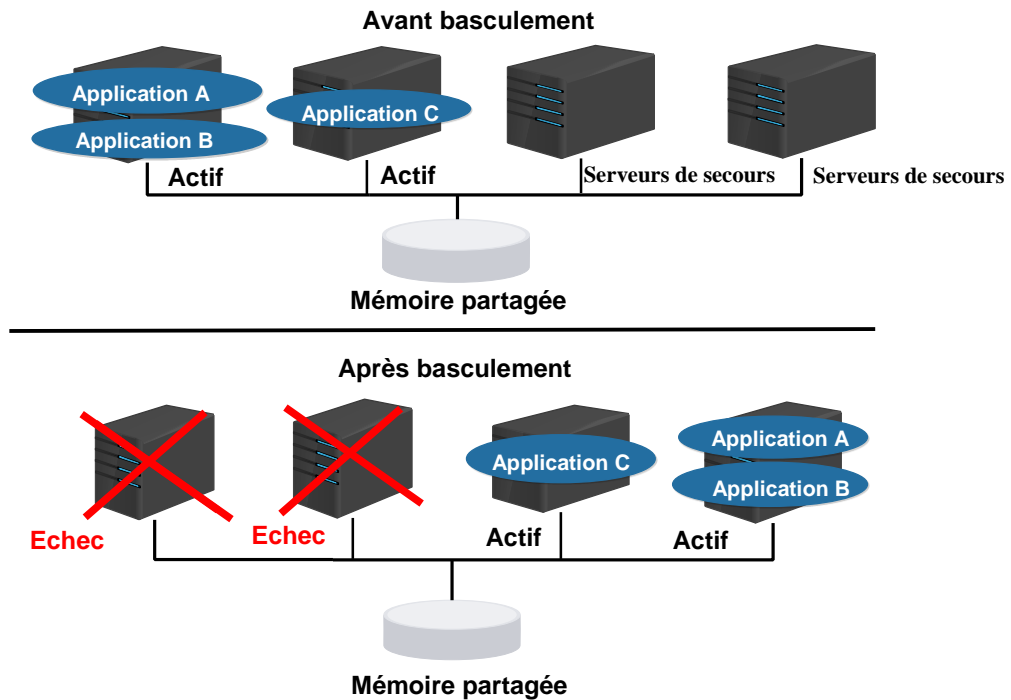 Avant basculement
Application A
Application B
Application C
Actif
Actif
Serveurs de secours
Serveurs de secours
Mémoire partagée
Après basculement
Application C
Application A
Application B
Echec
Echec
Actif
Actif
Mémoire partagée